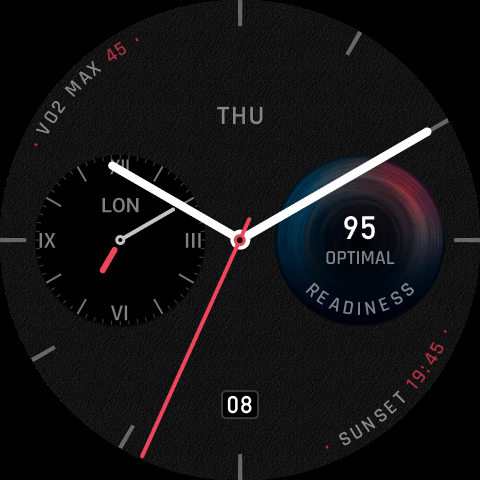 VO2 MAX 45
THU
XII
LON
IX
III
VI
95
OPTIMAL
READINESS
08
SUNSET 19:45